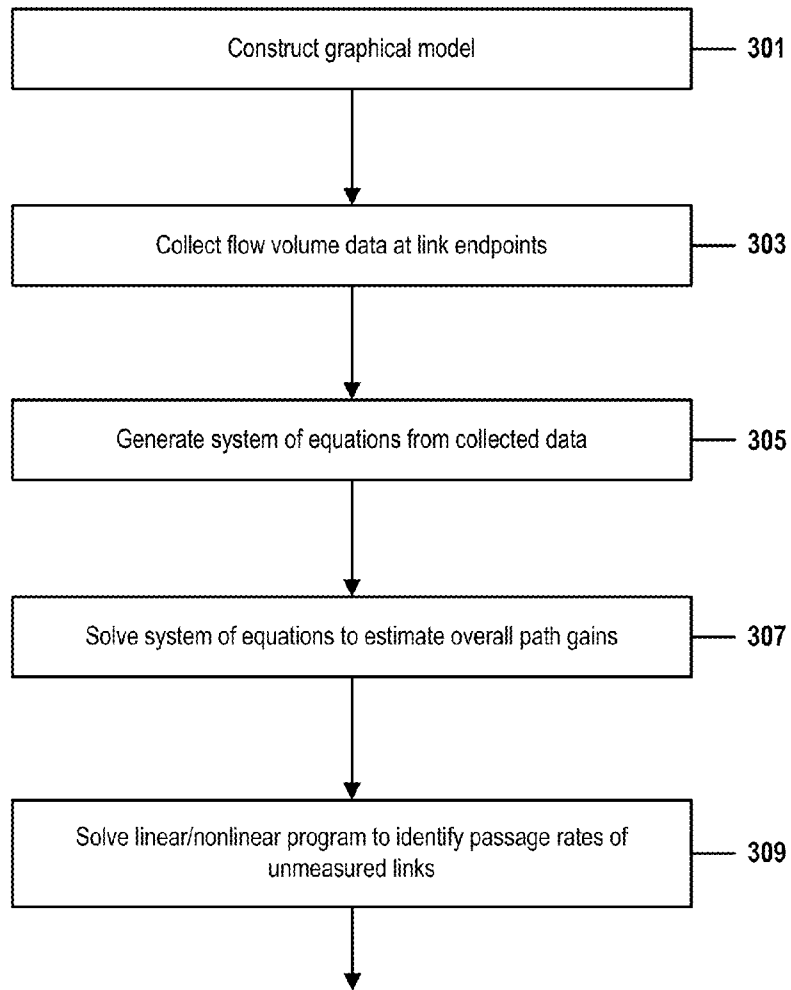 Construct graphical model
301
Collect flow volume data at link endpoints
303
Generate system of equations from collected data
305
Solve system of equations to estimate overall path gains
307
Solve linear/nonlinear program to identify passage rates of
unmeasured links
309